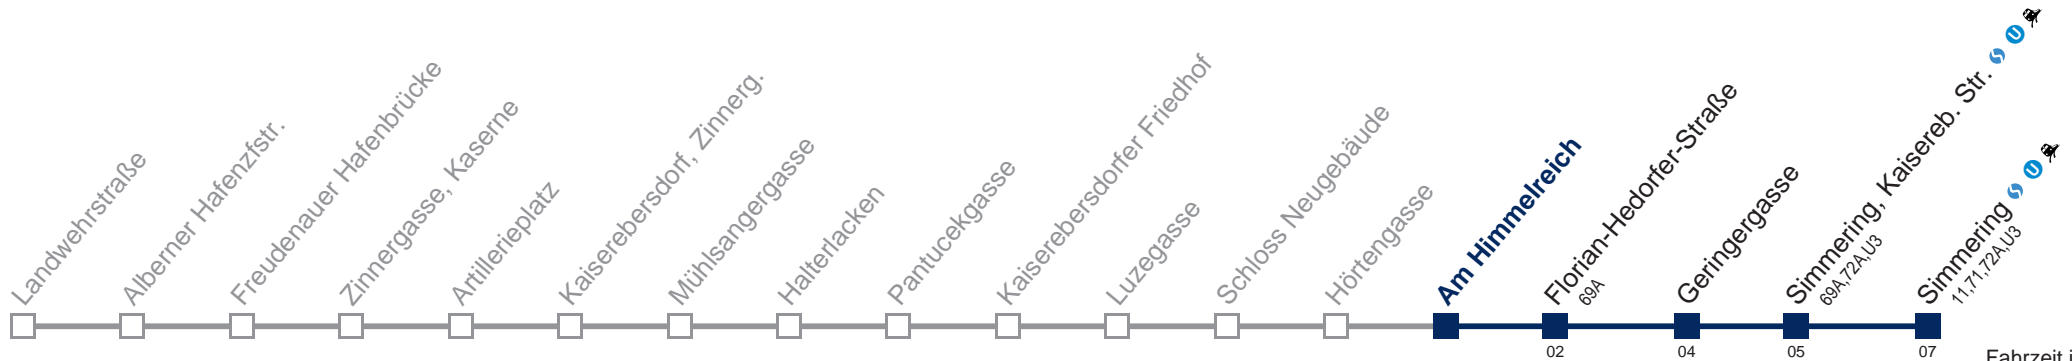 Landwehrstraße
Alberner Hafenzfstr.
Freudenauer Hafenbrücke
Zinnergasse, Kaserne
Artillerieplatz
Kaiserebersdorf, Zinnerg.
Mühlsangergasse
Halterlacken
Pantucekgasse
Kaiserebersdorfer Friedhof
Luzegasse
Schloss Neugebäude
Hörtengasse
Am Himmelreich
Florian-Hedorfer-Straße
69A
Geringergasse
Simmering, Kaisereb. Str. S U
69A,72A,U3
Simmering S U
11,71,72A,U3
02 04 05 07
Fahrzeit